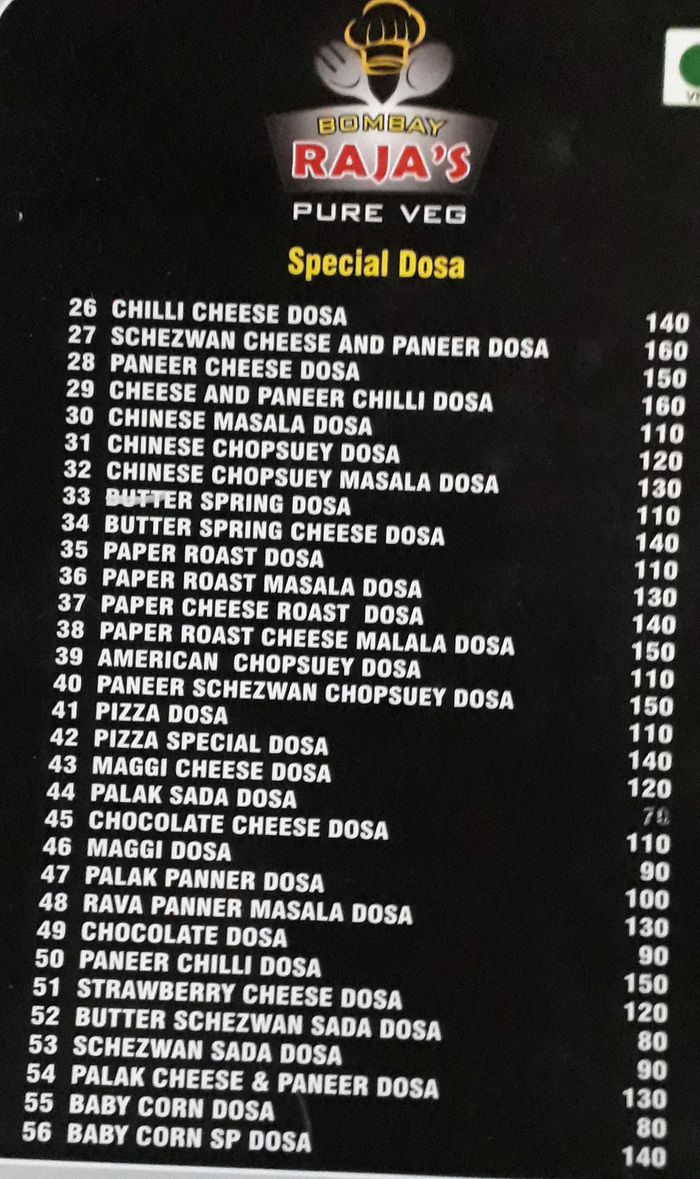 BOMBAY
RAJA'S
PURE VEG
Special Dosa
26 CHILLI CHEESE DOSA 140
27 SCHEZWAN CHEESE AND PANEER DOSA 160
28 PANEER CHEESE DOSA 150
29 CHEESE AND PANEER CHILLI DOSA 160
30 CHINESE MASALA DOSA 110
31 CHINESE CHOPSUEY DOSA 120
32 CHINESE CHOPSUEY MASALA DOSA 130
33 BUTTER SPRING DOSA 110
34 BUTTER SPRING CHEESE DOSA 140
35 PAPER ROAST DOSA 110
36 PAPER ROAST MASALA DOSA 130
37 PAPER CHEESE ROAST DOSA 140
38 PAPER ROAST CHEESE MALALA DOSA 150
39 AMERICAN CHOPSUEY DOSA 110
40 PANEER SCHEZWAN CHOPSUEY DOSA 150
41 PIZZA DOSA 110
42 PIZZA SPECIAL DOSA 140
43 MAGGI CHEESE DOSA 120
44 PALAK SADA DOSA
45 CHOCOLATE CHEESE DOSA 110
46 MAGGI DOSA 90
47 PALAK PANNER DOSA 100
48 RAVA PANNER MASALA DOSA 130
49 CHOCOLATE DOSA 90
50 PANEER CHILLI DOSA 150
51 STRAWBERRY CHEESE DOSA 120
52 BUTTER SCHEZWAN SADA DOSA 80
53 SCHEZWAN SADA DOSA 90
54 PALAK CHEESE & PANEER DOSA 130
55 BABY CORN DOSA 80
56 BABY CORN SP DOSA 140